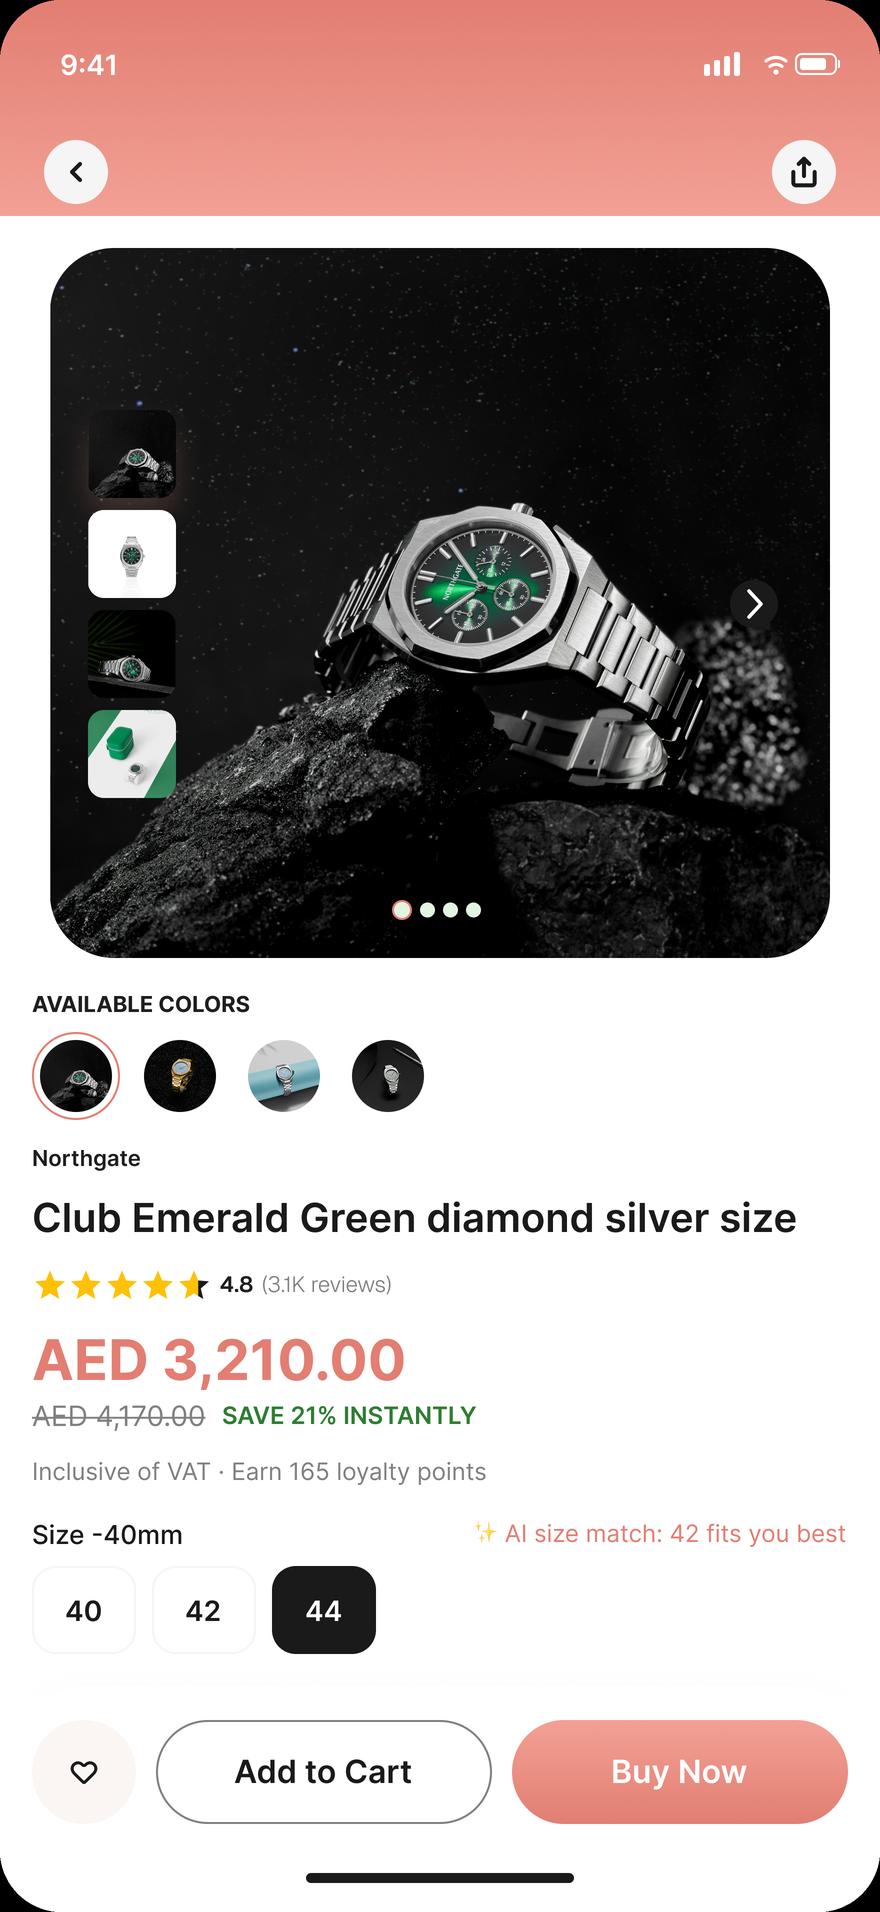 9:41
NORTHGATE
AVAILABLE COLORS
Northgate
Club Emerald Green diamond silver size
4.8 (3.1K reviews)
AED 3,210.00
AED 4,170.00 SAVE 21% INSTANTLY
Inclusive of VAT · Earn 165 loyalty points
Size -40mm
✨ AI size match: 42 fits you best
40 42 44
Add to Cart
Buy Now